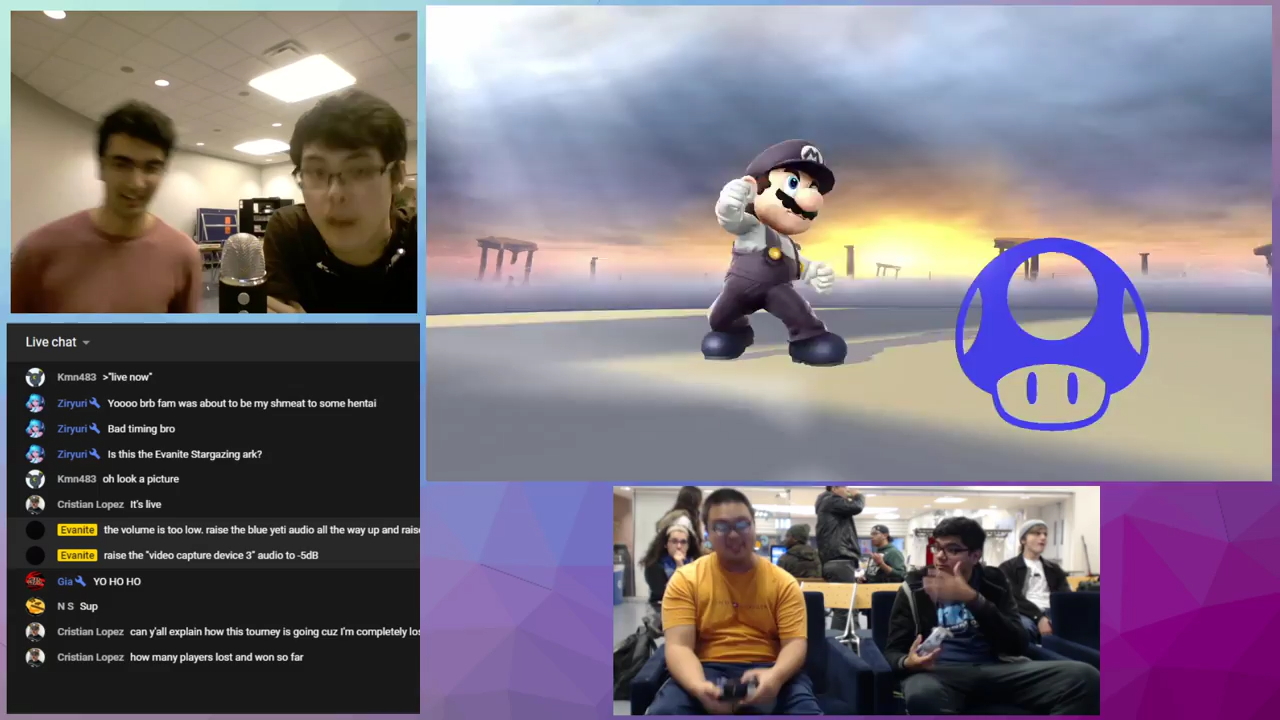 Live chat
Kmn483 >"live now"
Ziryuri Yoooo brb fam was about to be my shmeat to some hentai
Ziryuri Bad timing bro
Ziryuri Is this the Evanite Stargazing ark?
Kmn483 oh look a picture
Cristian Lopez It's live
Evanite the volume is too low. raise the blue yeti audio all the way up and raise
Evanite raise the "video capture device 3" audio to -5dB
Gia YO HO HO
N S Sup
Cristian Lopez can y'all explain how this tourney is going cuz I'm completely los
Cristian Lopez how many players lost and won so far
M